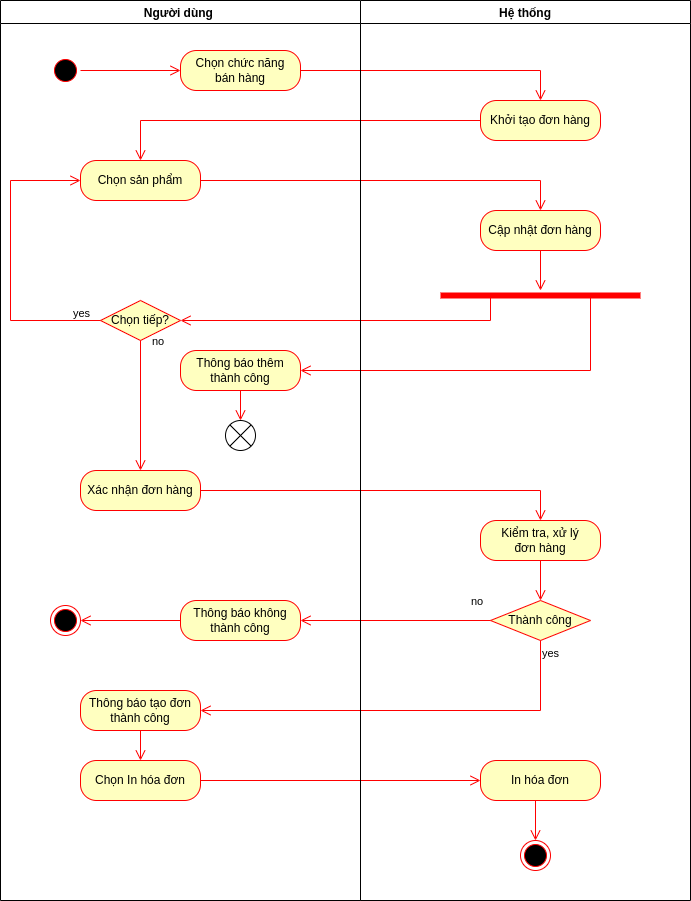 Người dùng
Hệ thống
Chọn chức năng
bán hàng
Khởi tạo đơn hàng
Chọn sản phẩm
Cập nhật đơn hàng
yes
Chọn tiếp?
no
Thông báo thêm
thành công
Xác nhận đơn hàng
Kiểm tra, xử lý
đơn hàng
no
Thông báo không
thành công
Thành công
yes
Thông báo tạo đơn
thành công
Chọn In hóa đơn
In hóa đơn